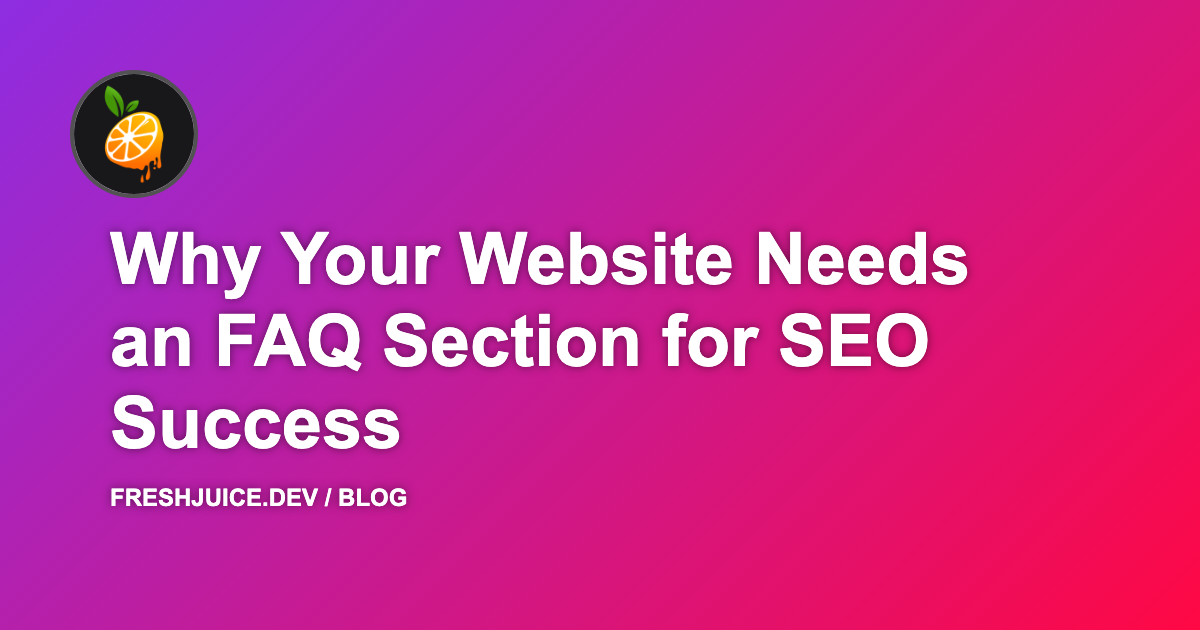 Why Your Website Needs
an FAQ Section for SEO
Success
FRESHJUICE.DEV / BLOG